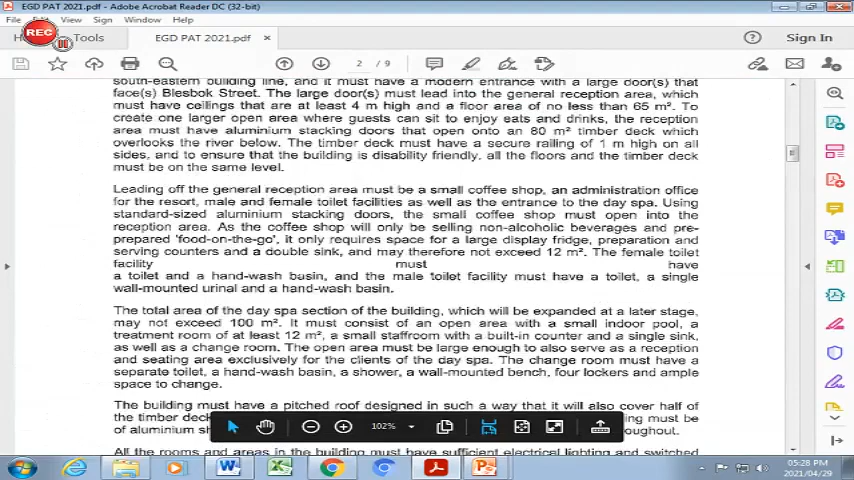 EGD PAT 2021.pdf - Adobe Acrobat Reader DC (32-bit)
View Sign Window Help
REC
Tools EGD PAT 2021.pdf × Sign In
2 / 9
south-eastern building line, and it must have a modern entrance with a large door(s) that
face(s) Blesbok Street. The large door(s) must lead into the general reception area, which
must have ceilings that are at least 4 m high and a floor area of no less than 65 m². To
create one larger open area where guests can sit to enjoy eats and drinks, the reception
area must have aluminium stacking doors that open onto an 80 m² timber deck which
overlooks the river below. The timber deck must have a secure railing of 1 m high on all
sides, and to ensure that the building is disability friendly, all the floors and the timber deck
must be on the same level.
Leading off the general reception area must be a small coffee shop, an administration office
for the resort, male and female toilet facilities as well as the entrance to the day spa. Using
standard-sized aluminium stacking doors, the small coffee shop must open into the
reception area. As the coffee shop will only be selling non-alcoholic beverages and pre-
prepared 'food-on-the-go', it only requires space for a large display fridge, preparation and
serving counters and a double sink, and may therefore not exceed 12 m². The female toilet
facility must have
a toilet and a hand-wash basin, and the male toilet facility must have a toilet, a single
wall-mounted urinal and a hand-wash basin.
The total area of the day spa section of the building, which will be expanded at a later stage,
may not exceed 100 m². It must consist of an open area with a small indoor pool, a
treatment room of at least 12 m², a small staffroom with a built-in counter and a single sink,
as well as a change room. The open area must be large enough to also serve as a reception
and seating area exclusively for the clients of the day spa. The change room must have a
separate toilet, a hand-wash basin, a shower, a wall-mounted bench, four lockers and ample
space to change.
The building must have a pitched roof designed in such a way that it will also cover half of
the timber deck
of aluminium sh
102%
All the rooms and areas in the building must have sufficient electrical lighting and switched
05:28 PM
2021/04/29